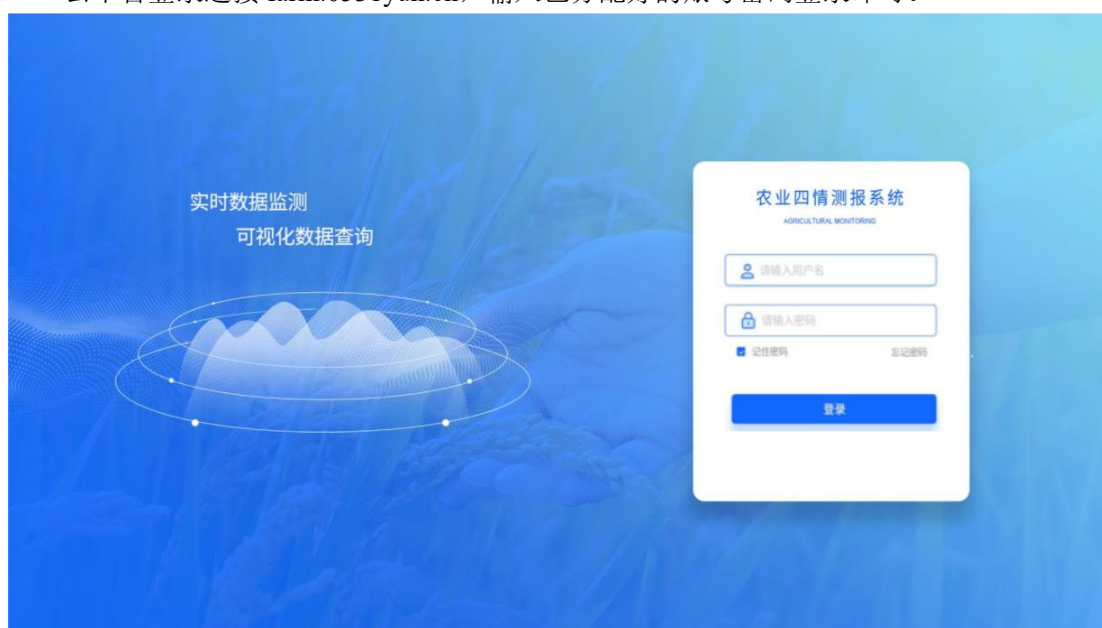 实时数据监测
可视化数据查询
农业四情测报系统
AGRICULTURAL MONITORING
请输入用户名
请输入密码
记住密码 忘记密码
登录